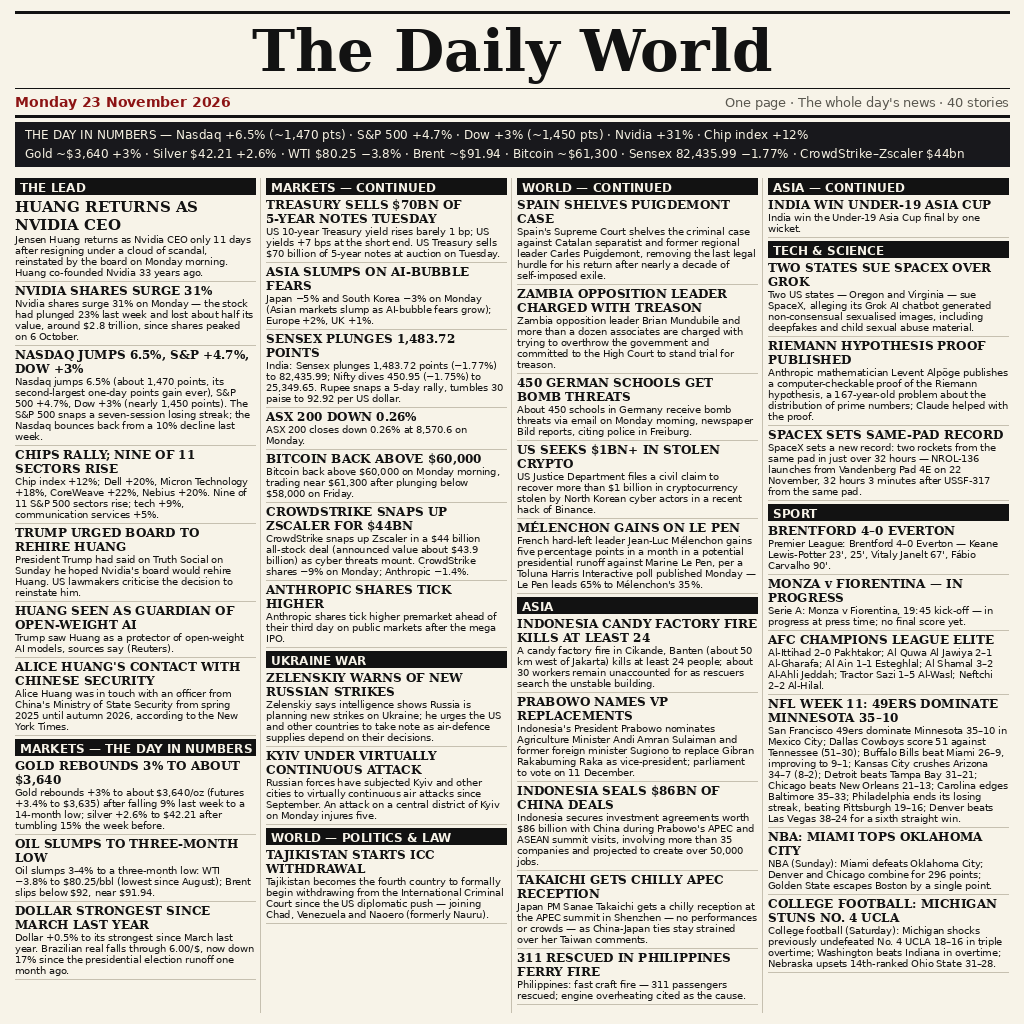 The Daily World
Monday 23 November 2026
One page · The whole day's news · 40 stories
THE DAY IN NUMBERS — Nasdaq +6.5% (~1,470 pts) · S&P 500 +4.7% · Dow +3% (~1,450 pts) · Nvidia +31% · Chip index +12%
Gold ~$3,640 +3% · Silver $42.21 +2.6% · WTI $80.25 −3.8% · Brent ~$91.94 · Bitcoin ~$61,300 · Sensex 82,435.99 −1.77% · CrowdStrike–Zscaler $44bn
THE LEAD
HUANG RETURNS AS
NVIDIA CEO
Jensen Huang returns as Nvidia CEO only 11 days
after resigning under a cloud of scandal,
reinstated by the board on Monday morning.
Huang co-founded Nvidia 33 years ago.
NVIDIA SHARES SURGE 31%
Nvidia shares surge 31% on Monday — the stock
had plunged 23% last week and lost about half its
value, around $2.8 trillion, since shares peaked
on 6 October.
NASDAQ JUMPS 6.5%, S&P +4.7%,
DOW +3%
Nasdaq jumps 6.5% (about 1,470 points, its
second-largest one-day points gain ever), S&P
500 +4.7%, Dow +3% (nearly 1,450 points). The
S&P 500 snaps a seven-session losing streak; the
Nasdaq bounces back from a 10% decline last
week.
CHIPS RALLY; NINE OF 11
SECTORS RISE
Chip index +12%; Dell +20%, Micron Technology
+18%, CoreWeave +22%, Nebius +20%. Nine of
11 S&P 500 sectors rise; tech +9%,
communication services +5%.
TRUMP URGED BOARD TO
REHIRE HUANG
President Trump had said on Truth Social on
Sunday he hoped Nvidia's board would rehire
Huang. US lawmakers criticise the decision to
reinstate him.
HUANG SEEN AS GUARDIAN OF
OPEN-WEIGHT AI
Trump saw Huang as a protector of open-weight
AI models, sources say (Reuters).
ALICE HUANG'S CONTACT WITH
CHINESE SECURITY
Alice Huang was in touch with an officer from
China's Ministry of State Security from spring
2025 until autumn 2026, according to the New
York Times.
MARKETS — THE DAY IN NUMBERS
GOLD REBOUNDS 3% TO ABOUT
$3,640
Gold rebounds +3% to about $3,640/oz (futures
+3.4% to $3,635) after falling 9% last week to a
14-month low; silver +2.6% to $42.21 after
tumbling 15% the week before.
OIL SLUMPS TO THREE-MONTH
LOW
Oil slumps 3–4% to a three-month low: WTI
−3.8% to $80.25/bbl (lowest since August); Brent
slips below $92, near $91.94.
DOLLAR STRONGEST SINCE
MARCH LAST YEAR
Dollar +0.5% to its strongest since March last
year. Brazilian real falls through 6.00/$, now down
17% since the presidential election runoff one
month ago.
MARKETS — CONTINUED
TREASURY SELLS $70BN OF
5-YEAR NOTES TUESDAY
US 10-year Treasury yield rises barely 1 bp; US
yields +7 bps at the short end. US Treasury sells
$70 billion of 5-year notes at auction on Tuesday.
ASIA SLUMPS ON AI-BUBBLE
FEARS
Japan −5% and South Korea −3% on Monday
(Asian markets slump as AI-bubble fears grow);
Europe +2%, UK +1%.
SENSEX PLUNGES 1,483.72
POINTS
India: Sensex plunges 1,483.72 points (−1.77%)
to 82,435.99; Nifty dives 450.95 (−1.75%) to
25,349.65. Rupee snaps a 5-day rally, tumbles 30
paise to 92.92 per US dollar.
ASX 200 DOWN 0.26%
ASX 200 closes down 0.26% at 8,570.6 on
Monday.
BITCOIN BACK ABOVE $60,000
Bitcoin back above $60,000 on Monday morning,
trading near $61,300 after plunging below
$58,000 on Friday.
CROWDSTRIKE SNAPS UP
ZSCALER FOR $44BN
CrowdStrike snaps up Zscaler in a $44 billion
all-stock deal (announced value about $43.9
billion) as cyber threats mount. CrowdStrike
shares −9% on Monday; Anthropic −1.4%.
ANTHROPIC SHARES TICK
HIGHER
Anthropic shares tick higher premarket ahead of
their third day on public markets after the mega
IPO.
UKRAINE WAR
ZELENSKIY WARNS OF NEW
RUSSIAN STRIKES
Zelenskiy says intelligence shows Russia is
planning new strikes on Ukraine; he urges the US
and other countries to take note as air-defence
supplies depend on their decisions.
KYIV UNDER VIRTUALLY
CONTINUOUS ATTACK
Russian forces have subjected Kyiv and other
cities to virtually continuous air attacks since
September. An attack on a central district of Kyiv
on Monday injures five.
WORLD — POLITICS & LAW
TAJIKISTAN STARTS ICC
WITHDRAWAL
Tajikistan becomes the fourth country to formally
begin withdrawing from the International Criminal
Court since the US diplomatic push — joining
Chad, Venezuela and Naoero (formerly Nauru).
WORLD — CONTINUED
SPAIN SHELVES PUIGDEMONT
CASE
Spain's Supreme Court shelves the criminal case
against Catalan separatist and former regional
leader Carles Puigdemont, removing the last legal
hurdle for his return after nearly a decade of
self-imposed exile.
ZAMBIA OPPOSITION LEADER
CHARGED WITH TREASON
Zambia opposition leader Brian Mundubile and
more than a dozen associates are charged with
trying to overthrow the government and
committed to the High Court to stand trial for
treason.
450 GERMAN SCHOOLS GET
BOMB THREATS
About 450 schools in Germany receive bomb
threats via email on Monday, newspaper
Bild reports, citing police in Freiburg.
US SEEKS $1BN+ IN STOLEN
CRYPTO
US Justice Department files a civil claim to
recover more than $1 billion in cryptocurrency
stolen by North Korean cyber actors in a recent
hack of Binance.
MÉLENCHON GAINS ON LE PEN
French hard-left leader Jean-Luc Mélenchon gains
five percentage points in a month in a potential
presidential runoff against Marine Le Pen, per a
Toluna Harris Interactive poll published Monday —
Le Pen leads 65% to Mélenchon's 35%.
ASIA
INDONESIA CANDY FACTORY FIRE
KILLS AT LEAST 24
A candy factory fire in Cikande, Banten (about 50
km west of Jakarta) kills at least 24 people; about
30 workers remain unaccounted for as rescuers
search the unstable building.
PRABOWO NAMES VP
REPLACEMENTS
Indonesia's President Prabowo nominates
Agriculture Minister Andi Amran Sulaiman and
former foreign minister Sugiono to replace Gibran
Rakabuming Raka as vice-president; parliament
to vote on 11 December.
INDONESIA SEALS $86BN OF
CHINA DEALS
Indonesia secures investment agreements worth
$86 billion with China during Prabowo's APEC and
ASEAN summit visits, involving more than 35
companies and projected to create over 50,000
jobs.
TAKAICHI GETS CHILLY APEC
RECEPTION
Japan PM Sanae Takaichi gets a chilly reception at
the APEC summit in Shenzhen — no performances
or crowds — as China-Japan ties stay strained
over her Taiwan comments.
311 RESCUED IN PHILIPPINES
FERRY FIRE
Philippines: fast craft fire — 311 passengers
rescued; engine overheating cited as the cause.
ASIA — CONTINUED
INDIA WIN UNDER-19 ASIA CUP
India win the Under-19 Asia Cup final by one
wicket.
TECH & SCIENCE
TWO STATES SUE SPACEX OVER
GROK
Two US states — Oregon and Virginia — sue
SpaceX, alleging its Grok AI chatbot generated
non-consensual sexualised images, including
deepfakes and child sexual abuse material.
RIEMANN HYPOTHESIS PROOF
PUBLISHED
Anthropic mathematician Levent Alpöge publishes
a computer-checkable proof of the Riemann
hypothesis, a 167-year-old problem about the
distribution of prime numbers; Claude helped with
the proof.
SPACEX SETS SAME-PAD RECORD
SpaceX sets a new record: two rockets from the
same pad in just over 32 hours — NROL-136
launches from Vandenberg Pad 4E on 22
November, 32 hours 3 minutes after USSF-317
from the same pad.
SPORT
BRENTFORD 4–0 EVERTON
Premier League: Brentford 4–0 Everton — Keane
Lewis-Potter 23', 25', Vitaly Janelt 67', Fábio
Carvalho 90'.
MONZA v FIORENTINA — IN
PROGRESS
Serie A: Monza v Fiorentina, 19:45 kick-off — in
progress at press time; no final score yet.
AFC CHAMPIONS LEAGUE ELITE
Al-Ittihad 2–0 Pakhtakor; Al Quwa Al Jawiya 2–1
Al-Gharafa; Al Ain 1–1 Esteghlal; Al Shamal 3–2
Al-Ahli Jeddah; Tractor Sazi 1–5 Al-Wasl; Neftchi
2–2 Al-Hilal.
NFL WEEK 11: 49ERS DOMINATE
MINNESOTA 35–10
San Francisco 49ers dominate Minnesota 35–10 in
Mexico City; Dallas Cowboys score 51 against
Tennessee (51–30); Buffalo Bills beat Miami 26–9,
improving to 9–1; Kansas City crushes Arizona
34–7 (8–2); Detroit beats Tampa Bay 31–21;
Chicago beats New Orleans 21–13; Carolina edges
Baltimore 35–33; Philadelphia ends its losing
streak, beating Pittsburgh 19–16; Denver beats
Las Vegas 38–24 for a sixth straight win.
NBA: MIAMI TOPS OKLAHOMA
CITY
NBA (Sunday): Miami defeats Oklahoma City;
Denver and Chicago combine for 296 points;
Golden State escapes Boston by a single point.
COLLEGE FOOTBALL: MICHIGAN
STUNS NO. 4 UCLA
College football (Saturday): Michigan shocks
previously undefeated No. 4 UCLA 18–16 in triple
overtime; Washington beats Indiana in overtime;
Nebraska upsets 14th-ranked Ohio State 31–28.